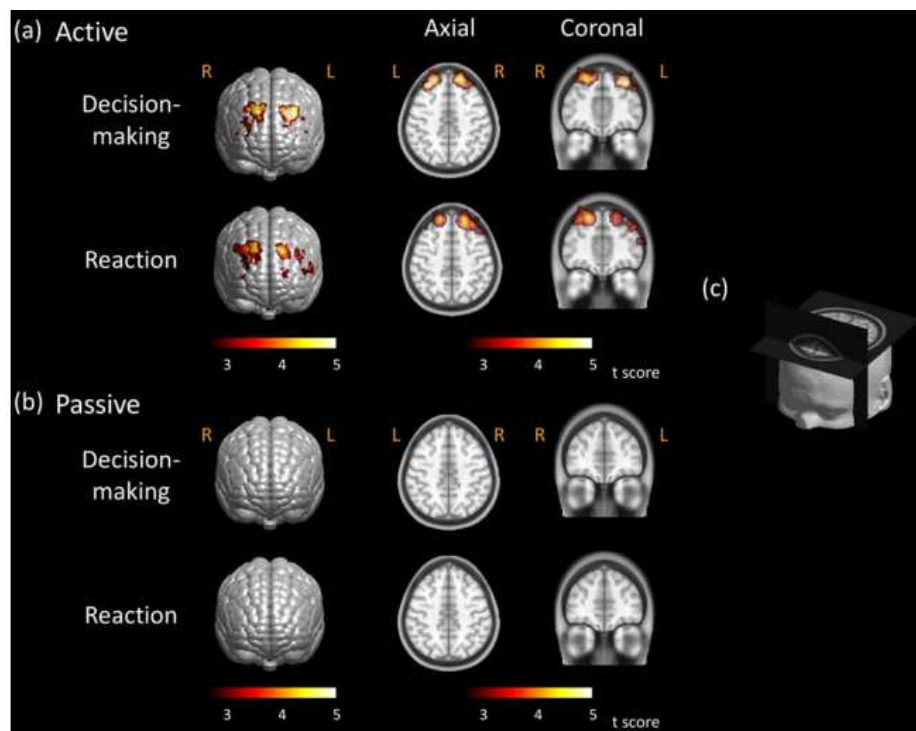 (a) Active
Axial Coronal
R L L R R L
Decision-
making
Reaction
(c)
3 4 5 3 4 5
t score
(b) Passive
R L L R R L
Decision-
making
Reaction
3 4 5 3 4 5
t score